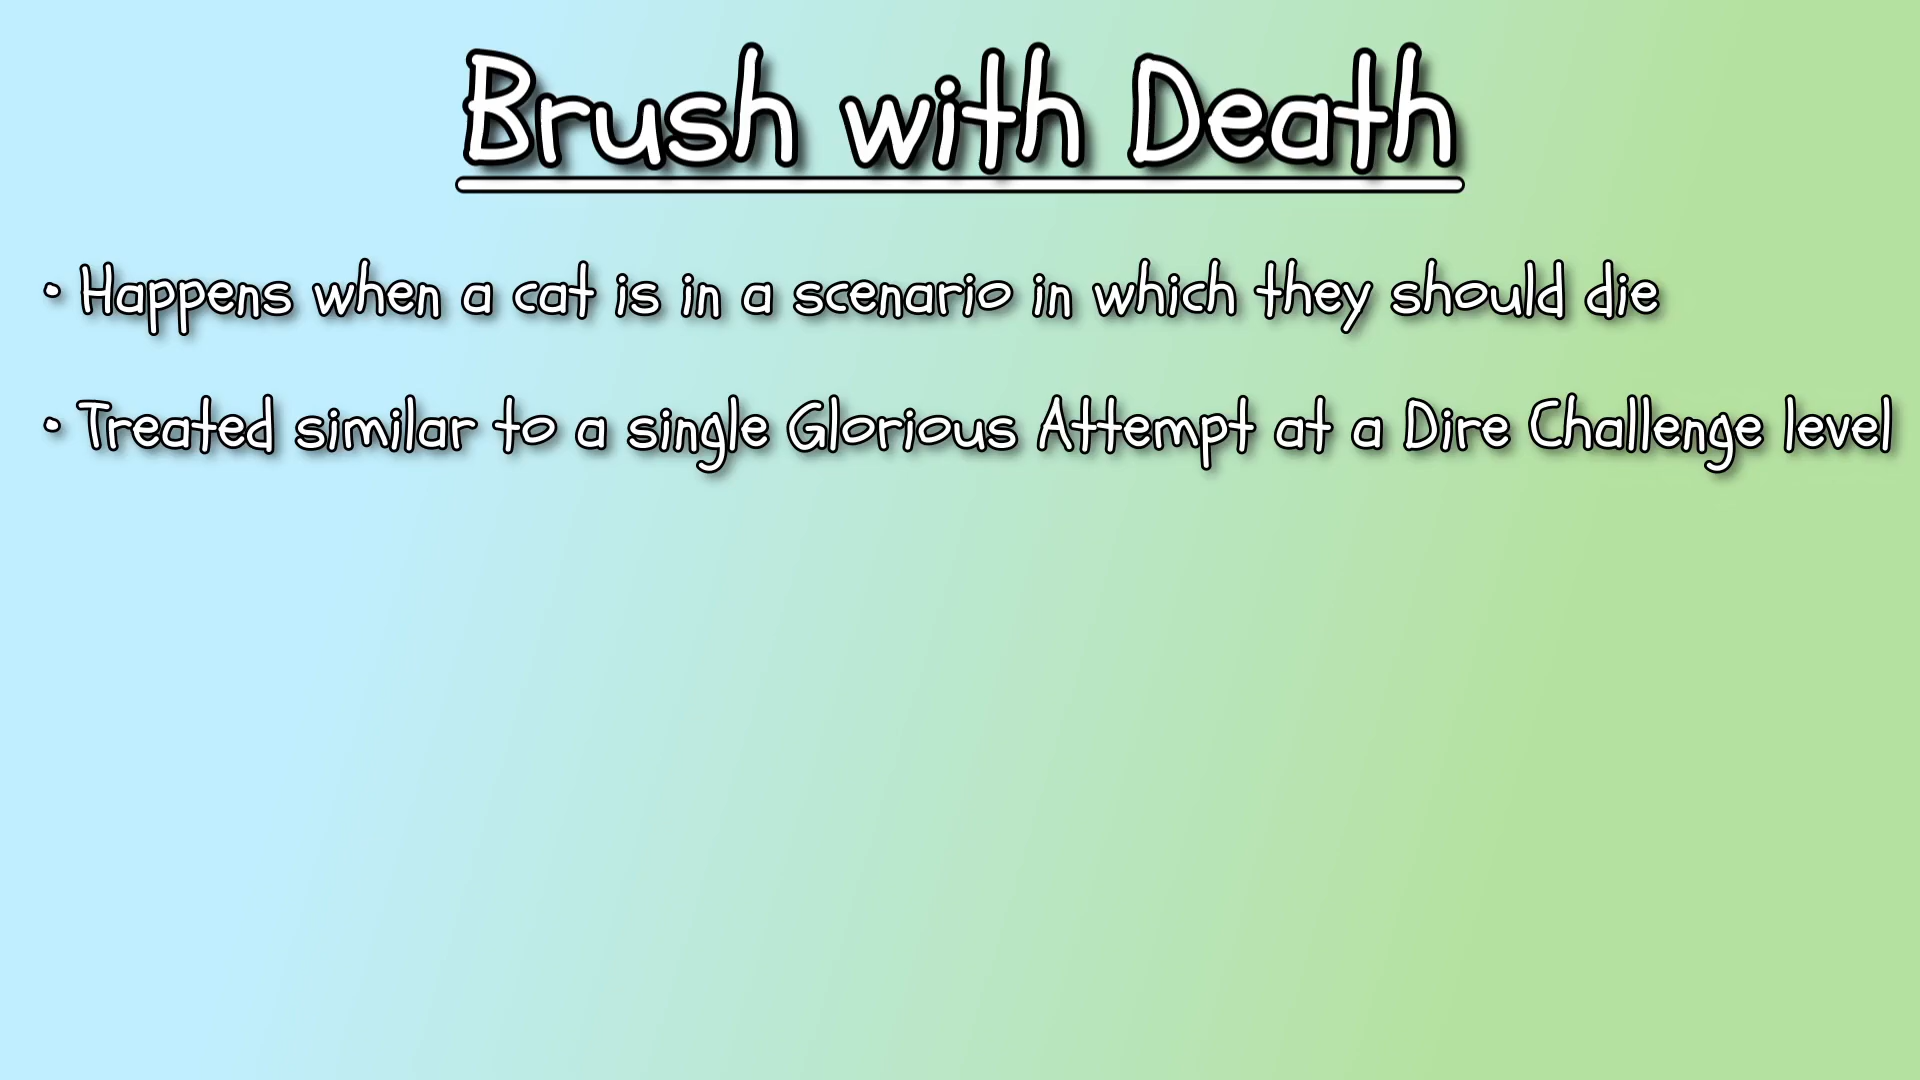 Brush with Death
• Happens when a cat is in a scenario in which they should die
• Treated similar to a single Glorious Attempt at a Dire Challenge level